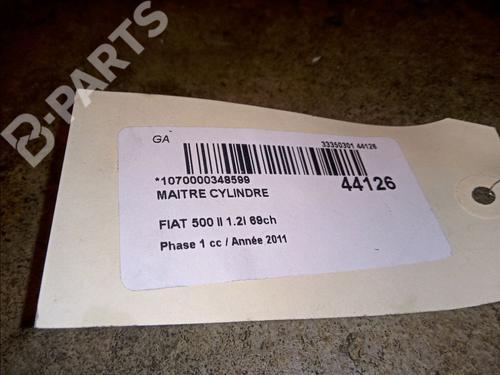 B-PARTS
GA
33350301 44126
*1070000348599
44126
MAITRE CYLINDRE
FIAT 500 II 1.2I 69ch
Phase 1 cc / Année 2011